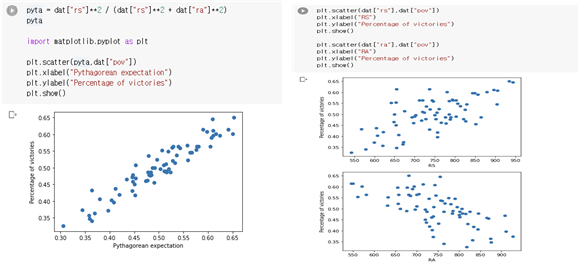 pyta = dat["rs"]**2 / (dat["rs"]**2 + dat["ra"]**2)
pyta
import matplotlib.pyplot as plt
plt.scatter(pyta,dat["pov"])
plt.xlabel("Pythagorean expectation")
plt.ylabel("Percentage of victories")
plt.show()
0.65
0.60
0.55
0.50
0.45
0.40
0.35
Percentage of victories
0.30 0.35 0.40 0.45 0.50 0.55 0.60 0.65
Pythagorean expectation
plt.scatter(dat["rs"],dat["pov"])
plt.xlabel("RS")
plt.ylabel("Percentage of victories")
plt.show()
plt.scatter(dat["ra"],dat["pov"])
plt.xlabel("RA")
plt.ylabel("Percentage of victories")
plt.show()
0.65
0.60
0.55
0.50
0.45
0.40
0.35
Percentage of victories
550 600 650 700 750 800 850 900 950
RS
0.65
0.60
0.55
0.50
0.45
0.40
0.35
Percentage of victories
550 600 650 700 750 800 850 900
RA